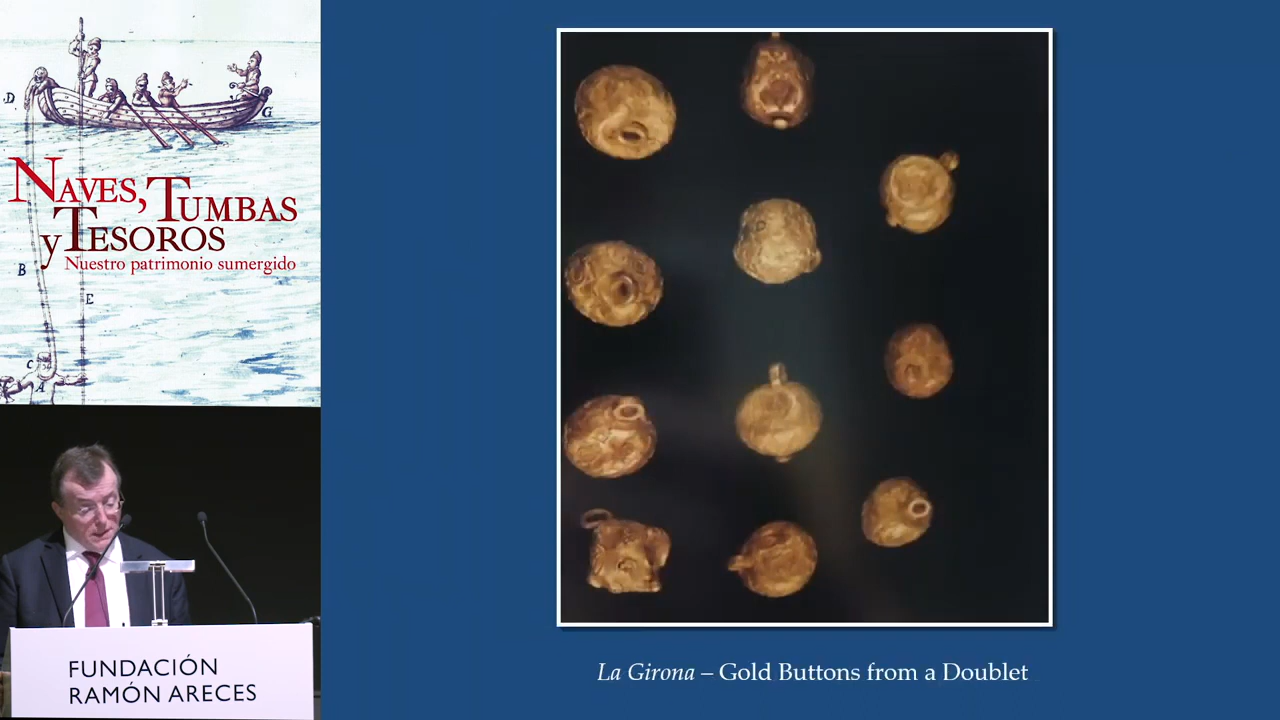 D
G
NAVES, TUMBAS
y TESOROS
Nuestro patrimonio sumergido
B
E
C
A
FUNDACIÓN
RAMÓN ARECES
La Girona – Gold Buttons from a Doublet